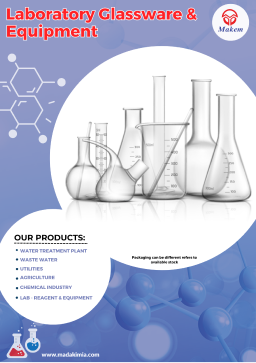 Laboratory Glassware &
Equipment
Makem
OUR PRODUCTS:
WATER TREATMENT PLANT
WASTE WATER
UTILITIES
AGRICULTURE
CHEMICAL INDUSTRY
LAB - REAGENT & EQUIPMENT
Packaging can be different refers to
available stock
www.madakimia.com